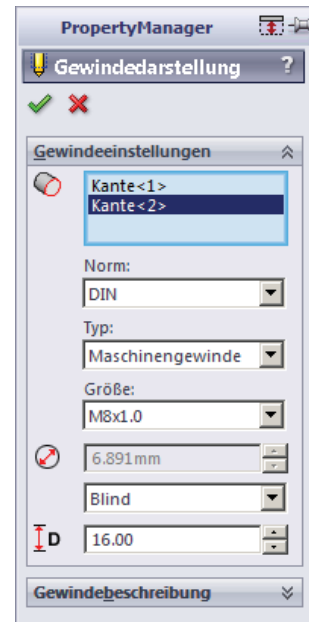 PropertyManager
Gewindedarstellung ?
Gewindeeinstellungen
Kante<1>
Kante<2>
Norm:
DIN
Typ:
Maschinengewinde
Größe:
M8x1.0
6.891mm
Blind
D 16.00
Gewindebeschreibung